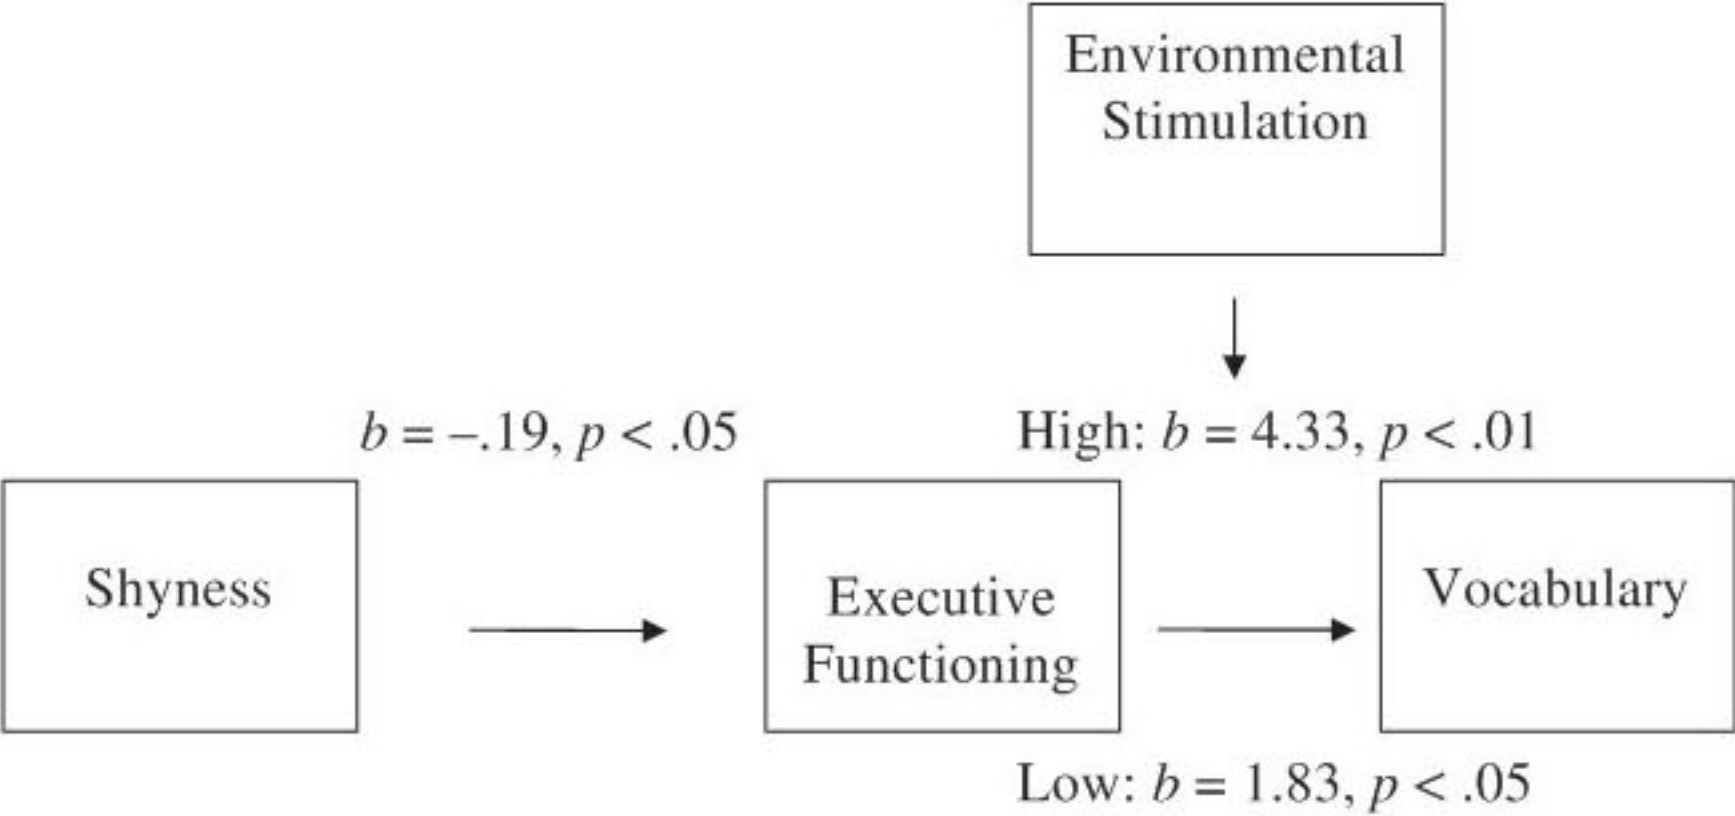 Environmental
Stimulation
b = –.19, p < .05
High: b = 4.33, p < .01
Shyness
Executive
Functioning
Vocabulary
Low: b = 1.83, p < .05